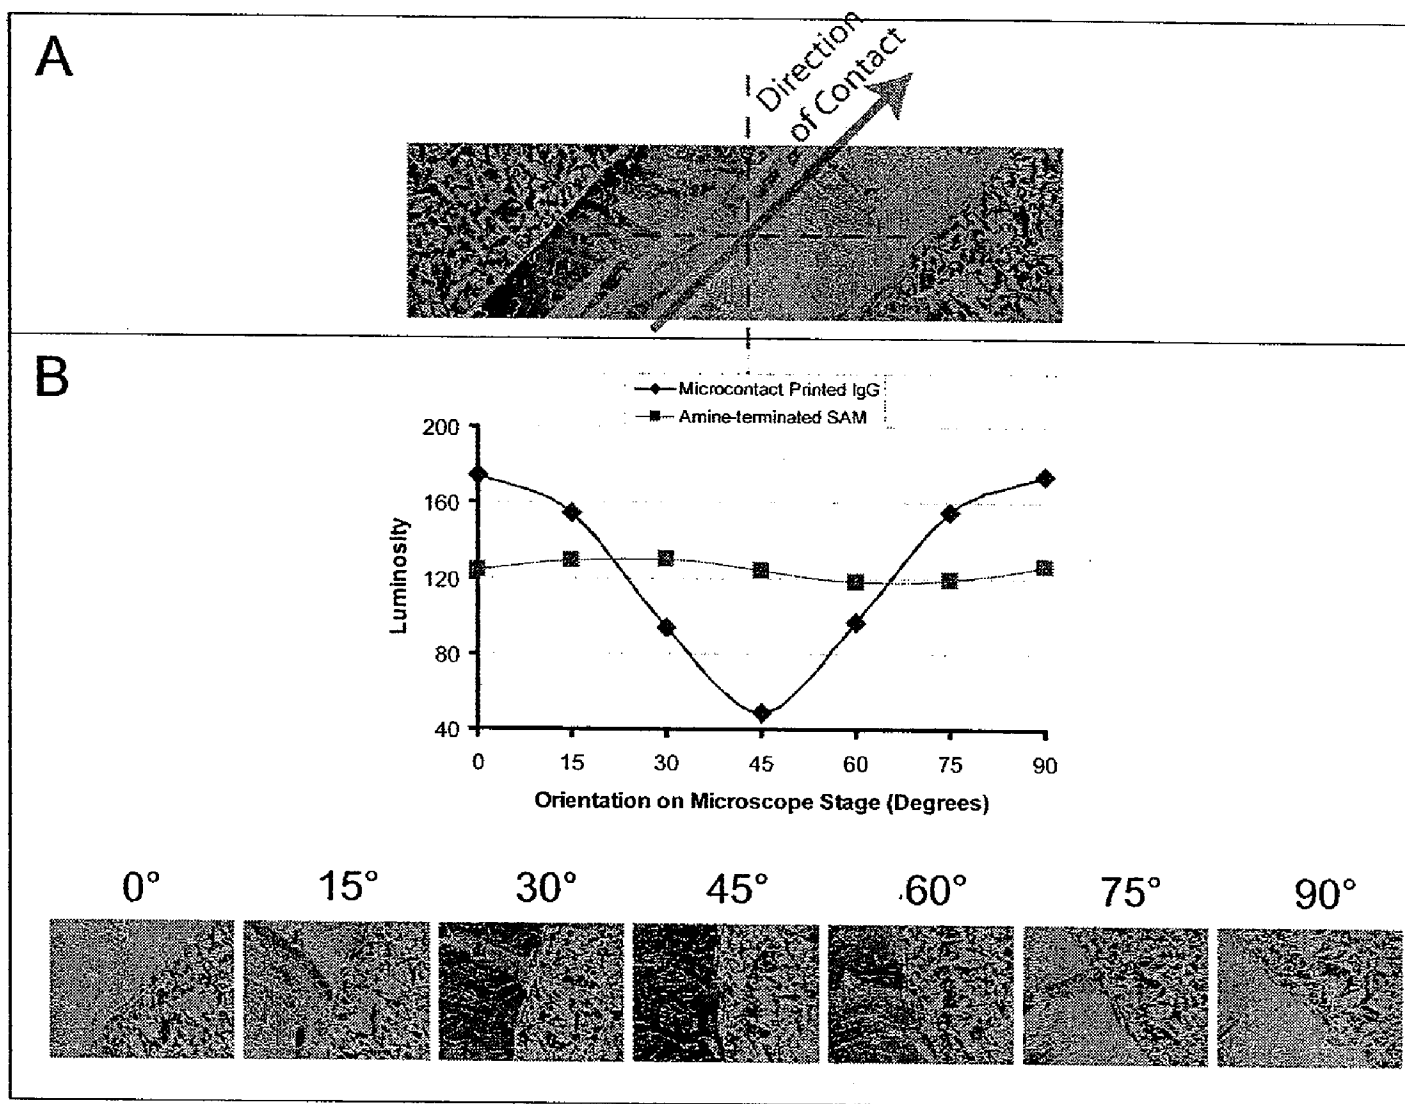 A
Direction
of Contact
B
Microcontact Printed IgG
Amine-terminated SAM
200
160
120
80
40
Luminosity
0
15
30
45
60
75
90
Orientation on Microscope Stage (Degrees)
0° 15° 30° 45° 60° 75° 90°